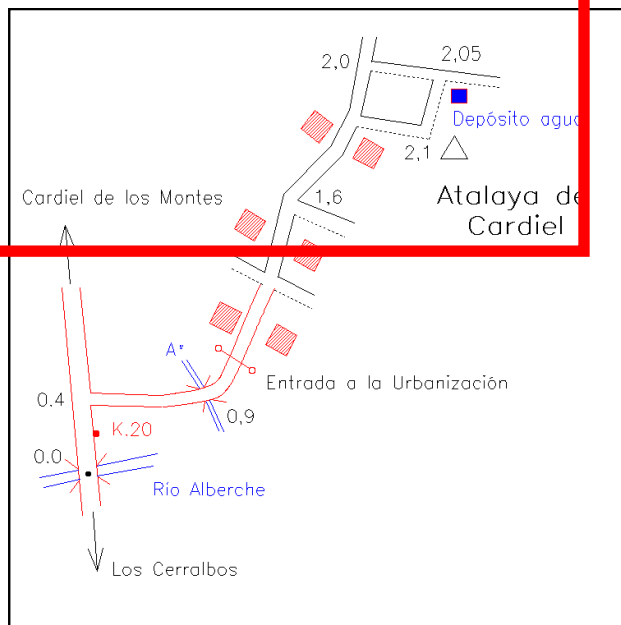 2,0
2,05
Depósito agua
2,1
Cardiel de los Montes
1,6
Atalaya de
Cardiel
A°
Entrada a la Urbanización
0.4
0,9
K.20
0.0
Río Alberche
Los Cerralbos